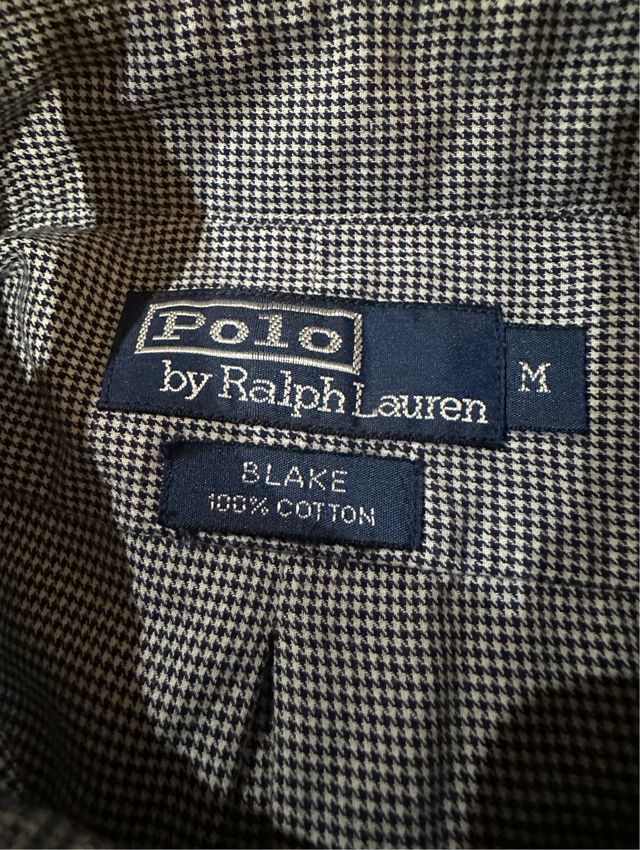 Polo
by Ralph Lauren
M
BLAKE
100% COTTON